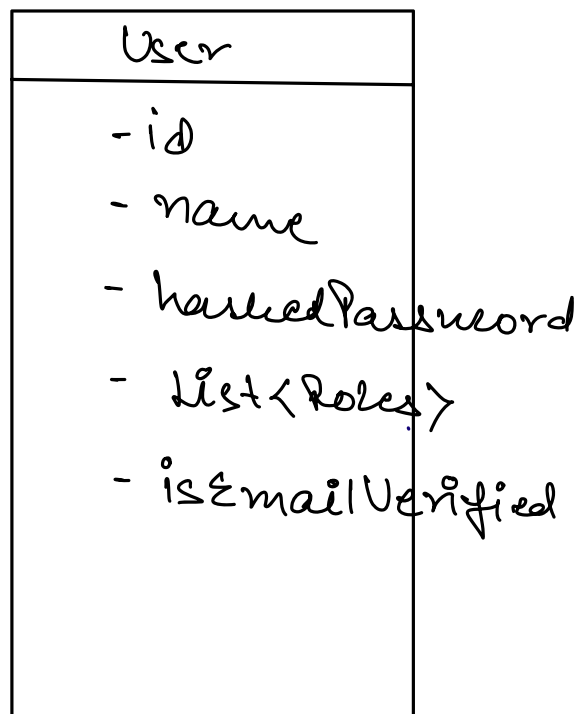 User
- id
- name
- hashedPassword
- List<Roles>
- isEmailVerified